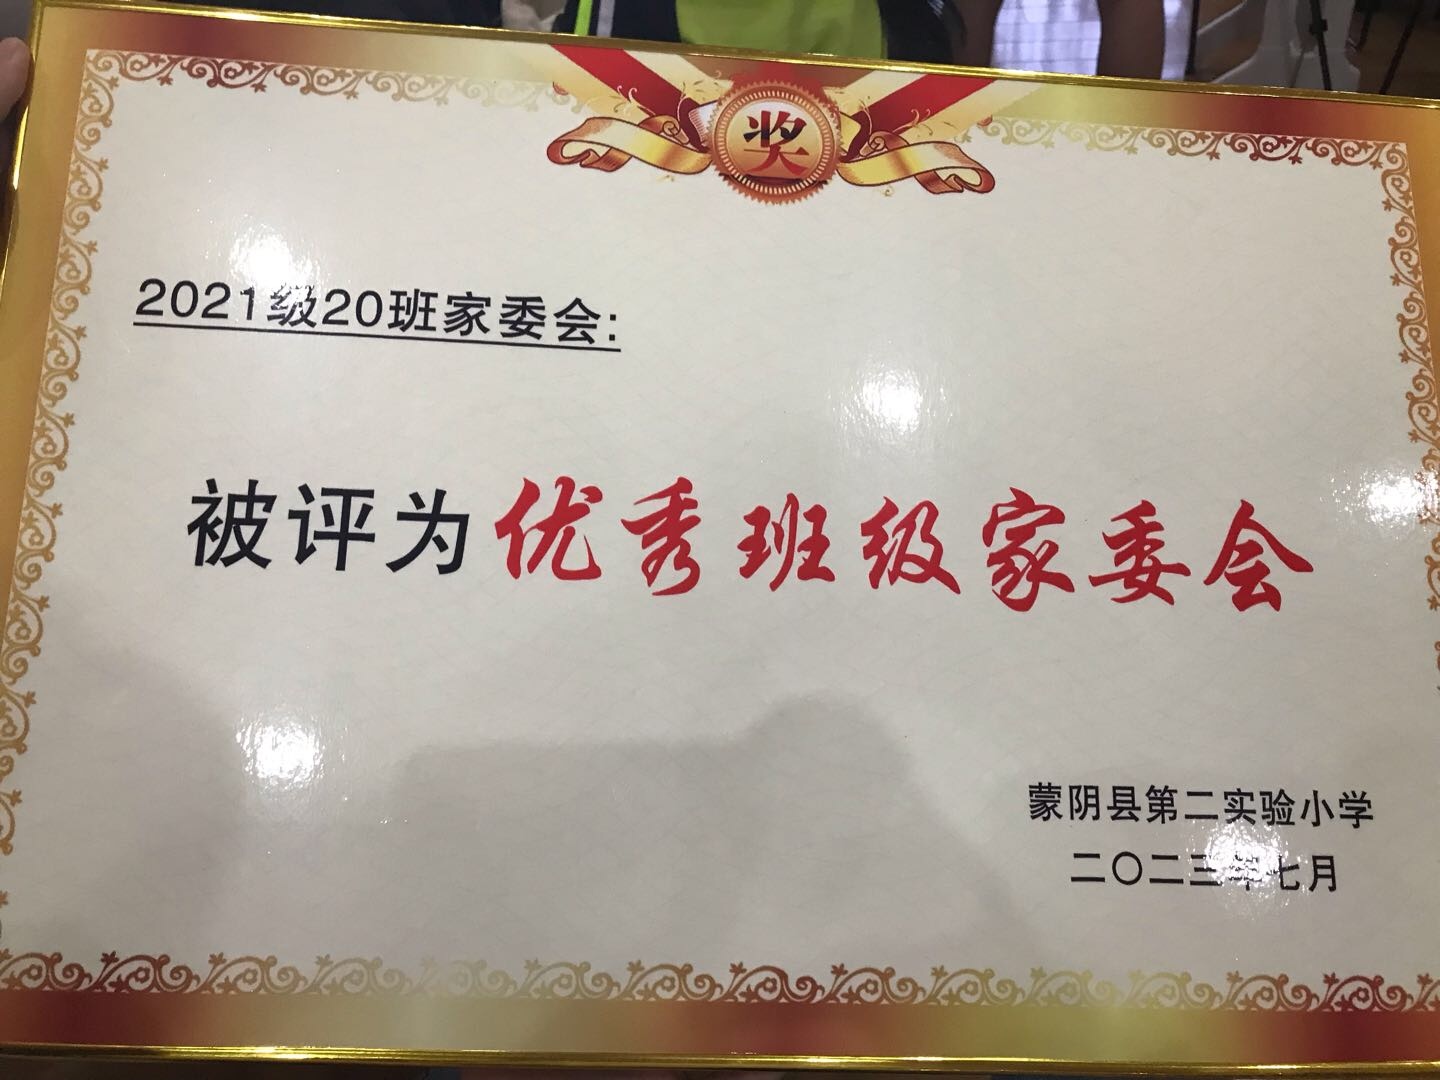 奖
2021级20班家委会:
被评为优秀班级家委会
蒙阴县第二实验小学
二〇二三年七月